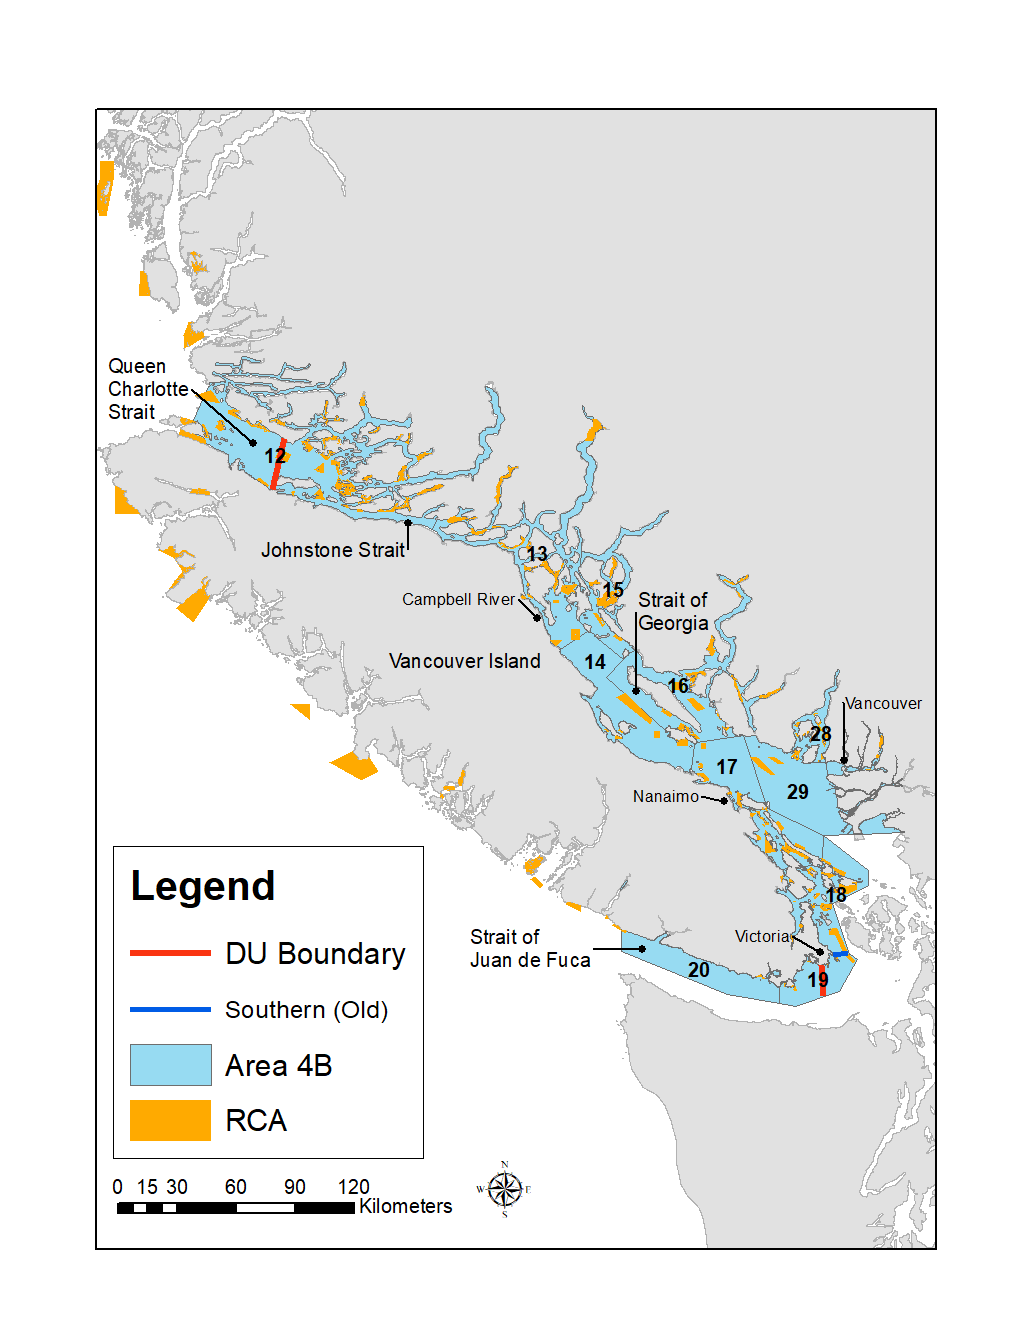 Queen
Charlotte
Strait
12
Johnstone Strait
13
15
Campbell River
Strait of
Georgia
Vancouver Island
14
16
Vancouver
28
17
29
Nanaimo
18
Victoria
Strait of
Juan de Fuca
20
19
Legend
DU Boundary
Southern (Old)
Area 4B
RCA
0 15 30 60 90 120
Kilometers
N
W E
S